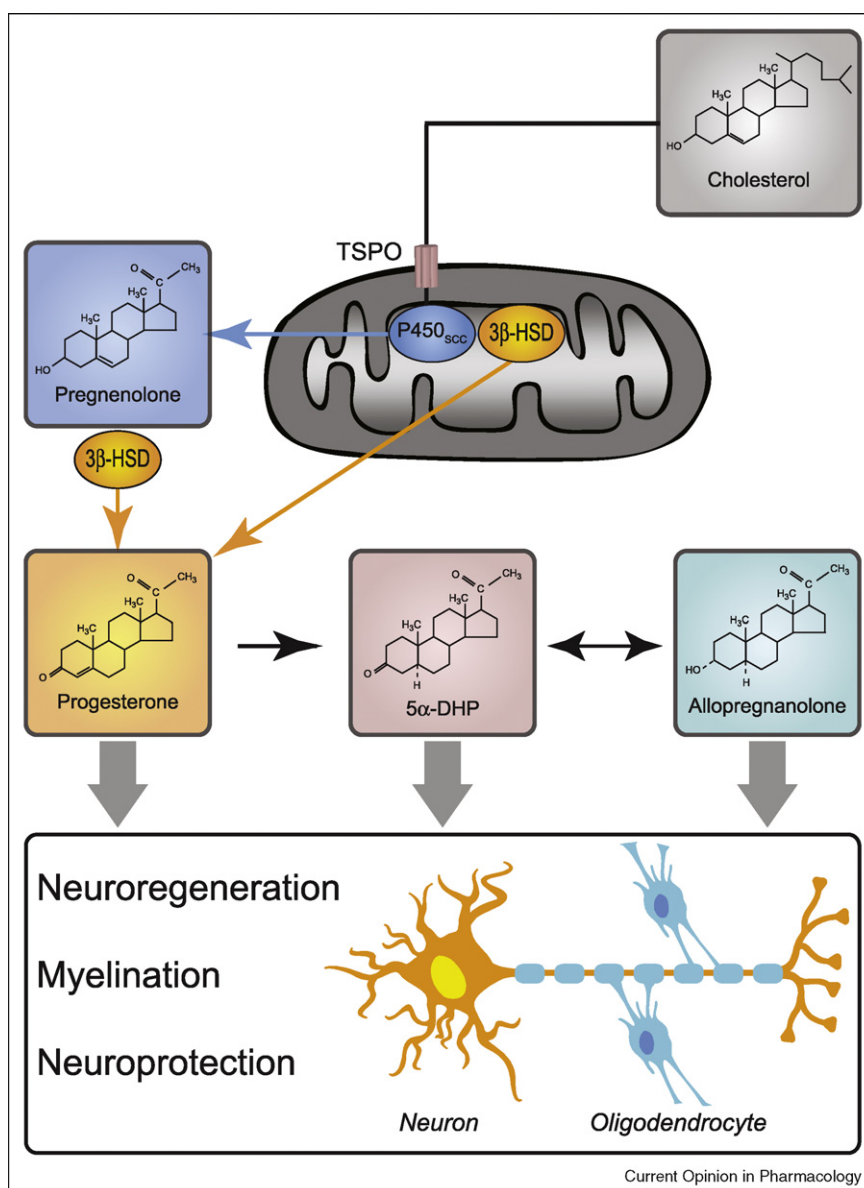 H₃C
H₃C
HO
Cholesterol
TSPO
O
CH₃
H₃C
H₃C
HO
Pregnenolone
P450SCC
3β-HSD
3β-HSD
O
CH₃
H₃C
H₃C
O
Progesterone
O
CH₃
H₃C
H₃C
O
H
5α-DHP
O
CH₃
H₃C
H₃C
HO
H
Allopregnanolone
Neuroregeneration
Myelination
Neuroprotection
Neuron
Oligodendrocyte
Current Opinion in Pharmacology